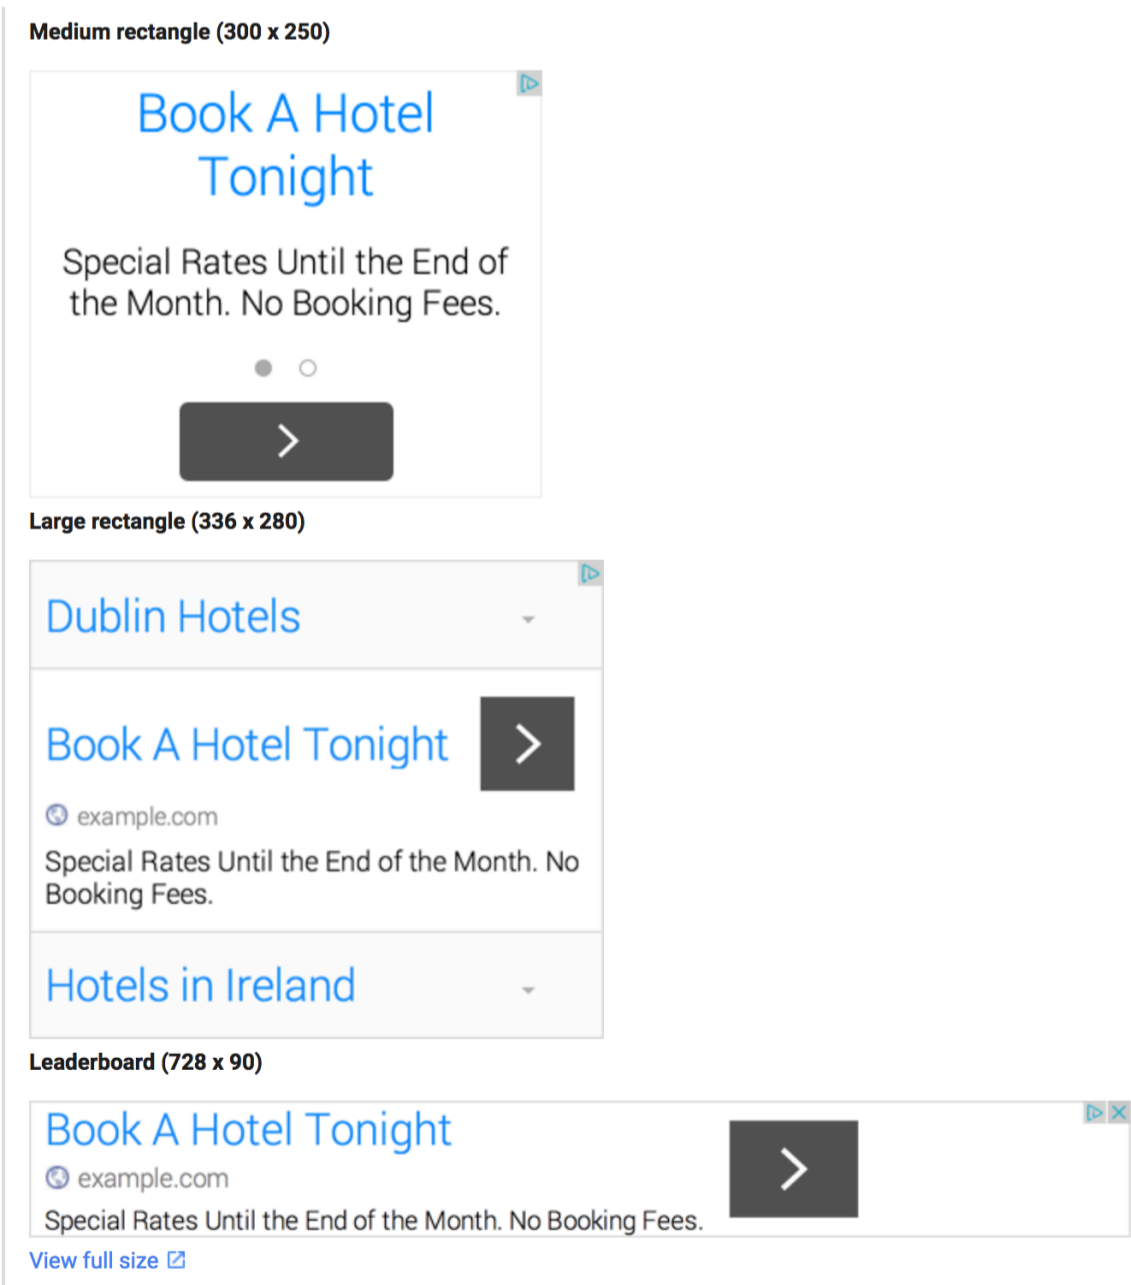 Medium rectangle (300 x 250)
Book A Hotel
Tonight
Special Rates Until the End of
the Month. No Booking Fees.
Large rectangle (336 x 280)
Dublin Hotels
Book A Hotel Tonight
example.com
Special Rates Until the End of the Month. No
Booking Fees.
Hotels in Ireland
Leaderboard (728 x 90)
Book A Hotel Tonight
example.com
Special Rates Until the End of the Month. No Booking Fees.
View full size